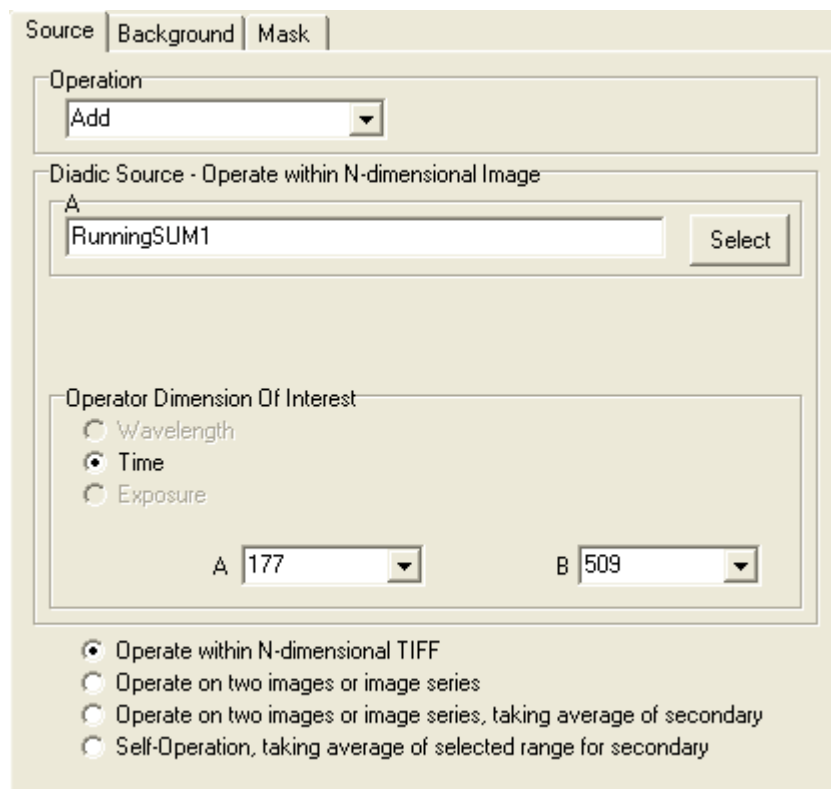 Source Background Mask
Operation
Add
Diadic Source - Operate within N-dimensional Image
A
RunningSUM1 Select
Operator Dimension Of Interest
Wavelength
Time
Exposure
A 177 B 509
Operate within N-dimensional TIFF
Operate on two images or image series
Operate on two images or image series, taking average of secondary
Self-Operation, taking average of selected range for secondary